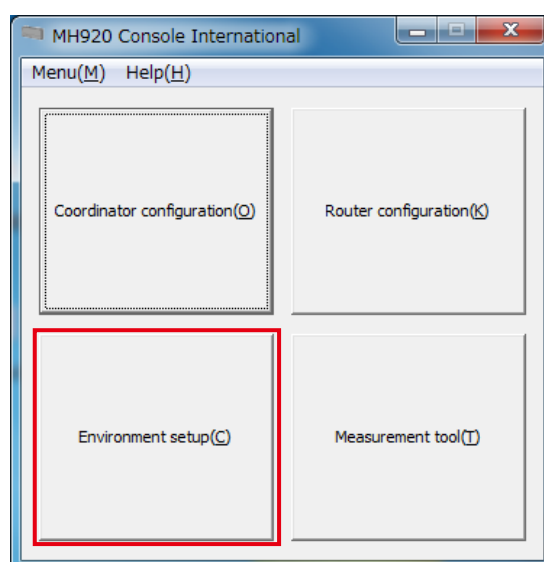 MH920 Console International
Menu(M) Help(H)
Coordinator configuration(O)
Router configuration(K)
Environment setup(C)
Measurement tool(T)